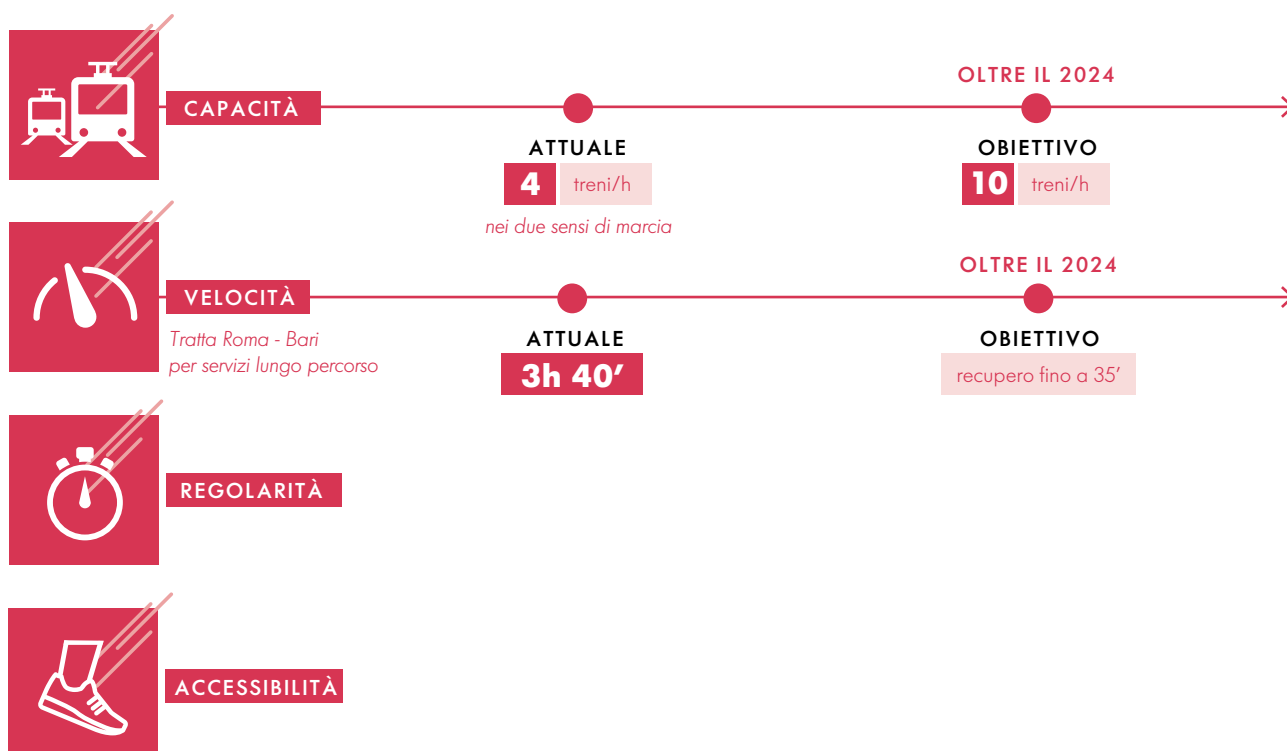 OLTRE IL 2024
CAPACITÀ
ATTUALE
OBIETTIVO
4 treni/h
10 treni/h
nei due sensi di marcia
OLTRE IL 2024
VELOCITÀ
Tratta Roma - Bari
per servizi lungo percorso
ATTUALE
OBIETTIVO
3h 40’
recupero fino a 35’
REGOLARITÀ
ACCESSIBILITÀ